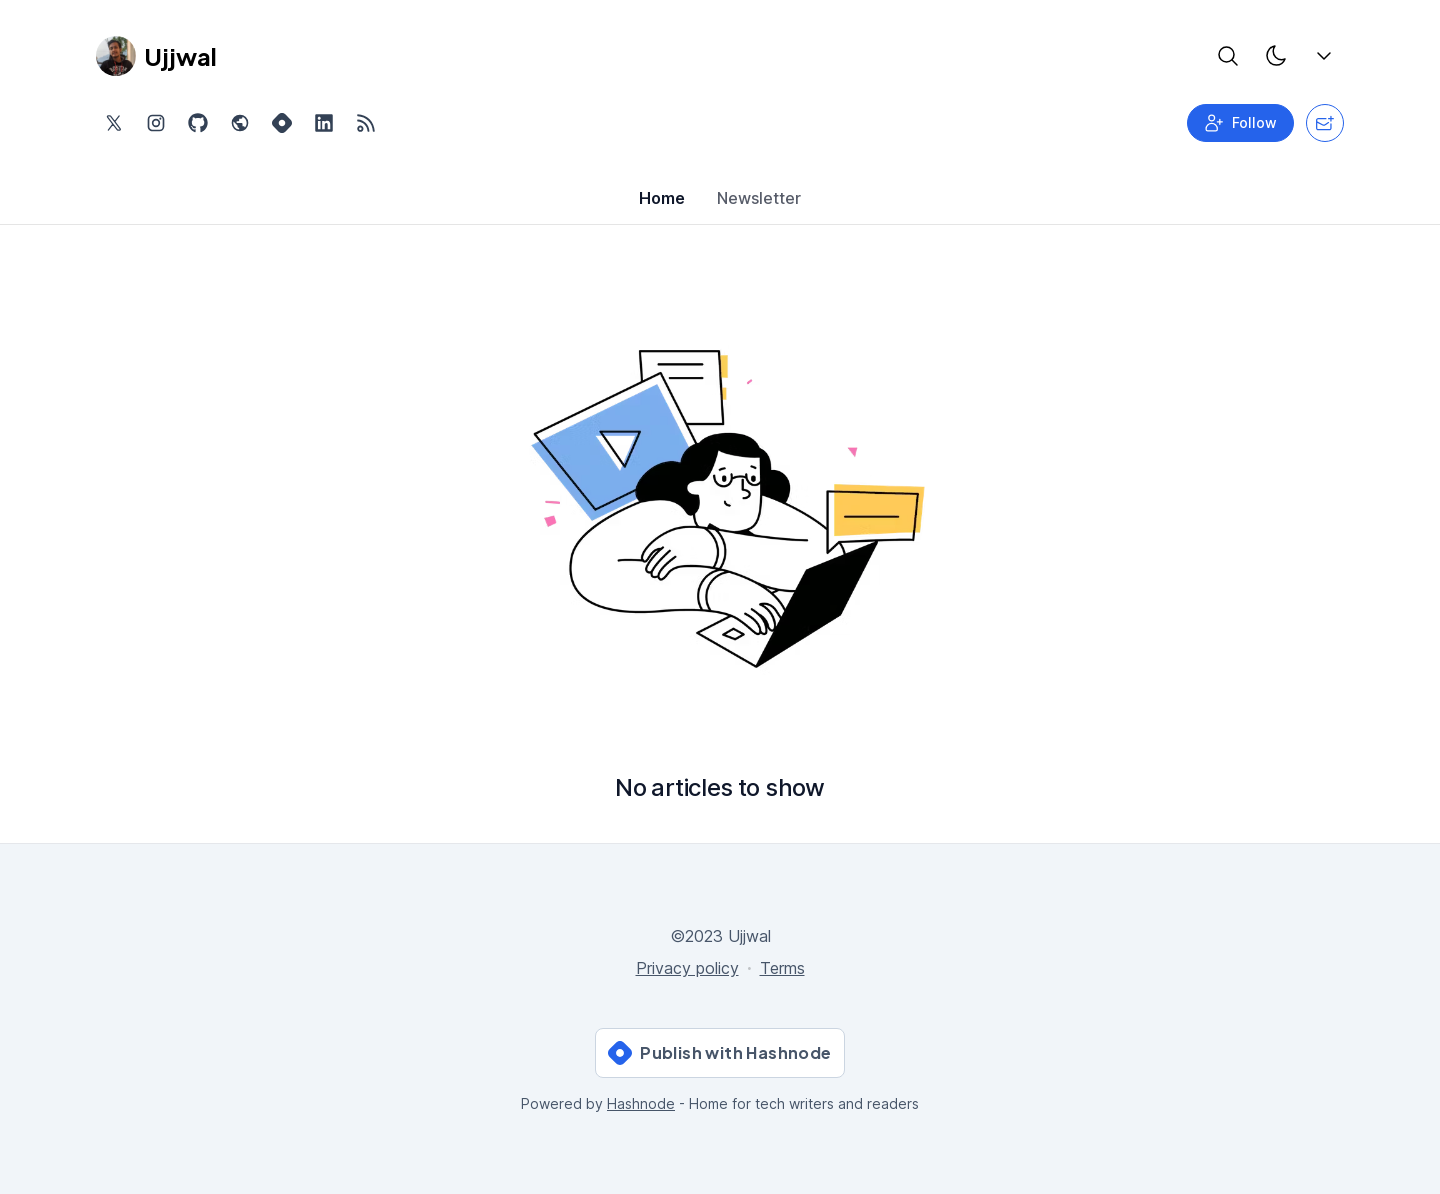 Ujjwal
Follow
Home
Newsletter
No articles to show
©2023 Ujjwal
Privacy policy · Terms
Publish with Hashnode
Powered by Hashnode - Home for tech writers and readers